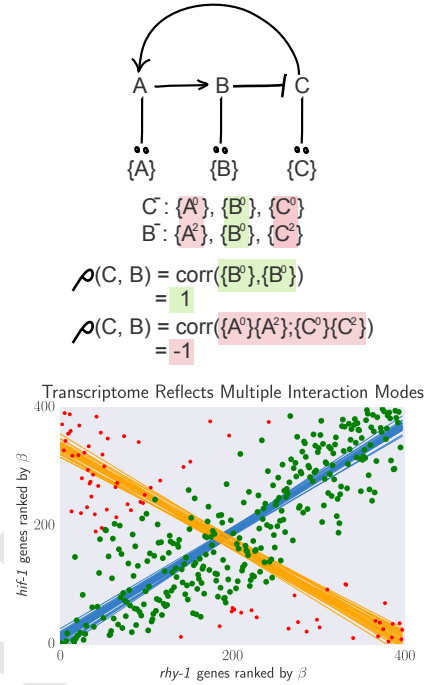 A B C
{A} {B} {C}
C⁻: {A⁰}, {B⁰}, {C⁰}
B⁻: {A²}, {B⁰}, {C²}
ρ(C, B) = corr({B⁰},{B⁰})
= 1
ρ(C, B) = corr({A⁰}{A²};{C⁰}{C²})
= -1
Transcriptome Reflects Multiple Interaction Modes
400
200
0
hif-1 genes ranked by β
0 200 400
rhy-1 genes ranked by β